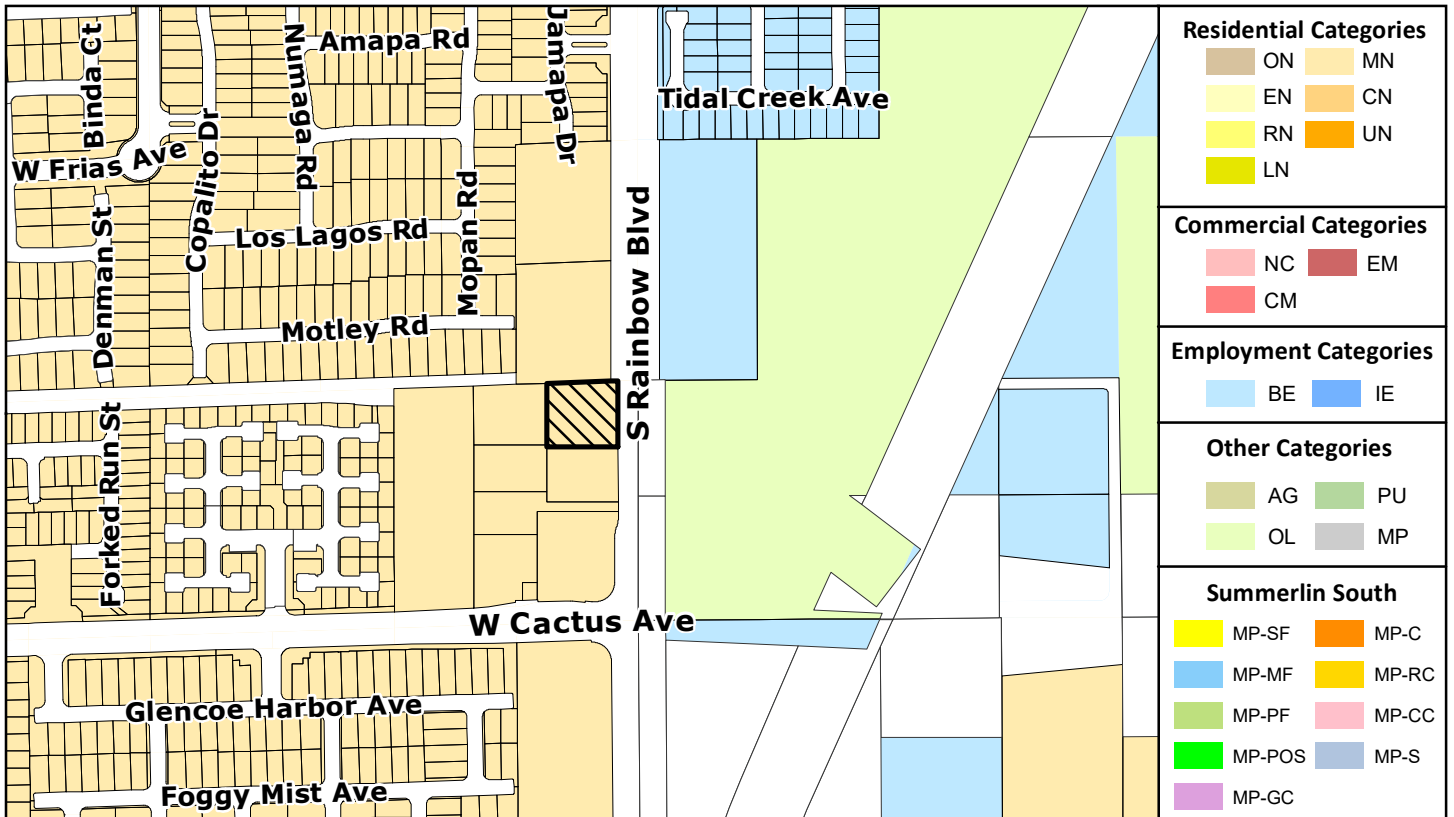 Binda Ct
Numaga Rd
Amapa Rd
Janapa Dr
Tidal Creek Ave
W Frias Ave
Copalito Dr
Denman St
Los Lagos Rd
Mopan Rd
S Rainbow Blvd
Motley Rd
Forked Run St
W Cactus Ave
Glencoe Harbor Ave
Foggy Mist Ave
Residential Categories
ON MN
EN CN
RN UN
LN
Commercial Categories
NC EM
CM
Employment Categories
BE IE
Other Categories
AG PU
OL MP
Summerlin South
MP-SF MP-C
MP-MF MP-RC
MP-PF MP-CC
MP-POS MP-S
MP-GC